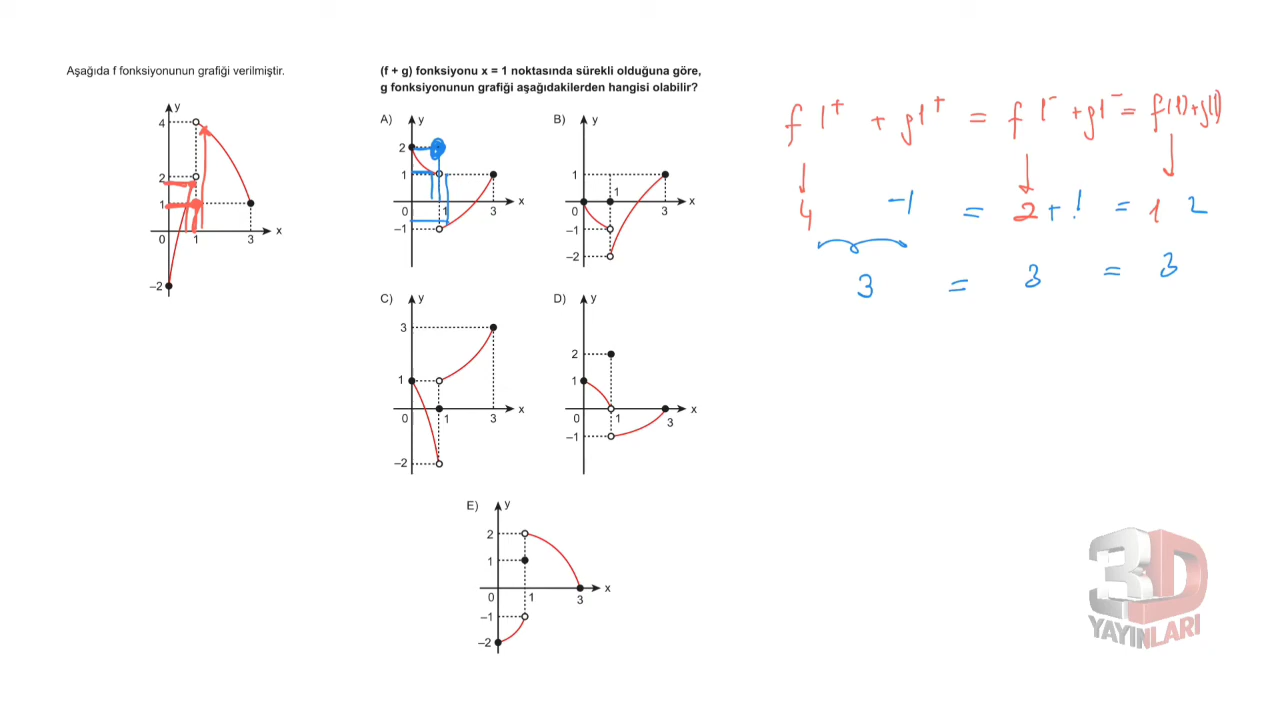 Aşağıda f fonksiyonunun grafiği verilmiştir.
y
4
2
1
0
1
3
x
–2
(f + g) fonksiyonu x = 1 noktasında sürekli olduğuna göre,
g fonksiyonunun grafiği aşağıdakilerden hangisi olabilir?
A)
y
2
1
0
1
3
x
–1
B)
y
1
1
0
3
x
–1
–2
C)
y
3
1
0
1
3
x
–2
D)
y
2
1
0
1
3
x
–1
E)
y
2
1
0
1
3
x
–1
–2
f 1⁺ + g1⁺ = f 1⁻ + g1⁻ = f(1)+g(1)
4 -1 = 2 + 1 = 1 2
3 = 3 = 3
3D
YAYINLARI